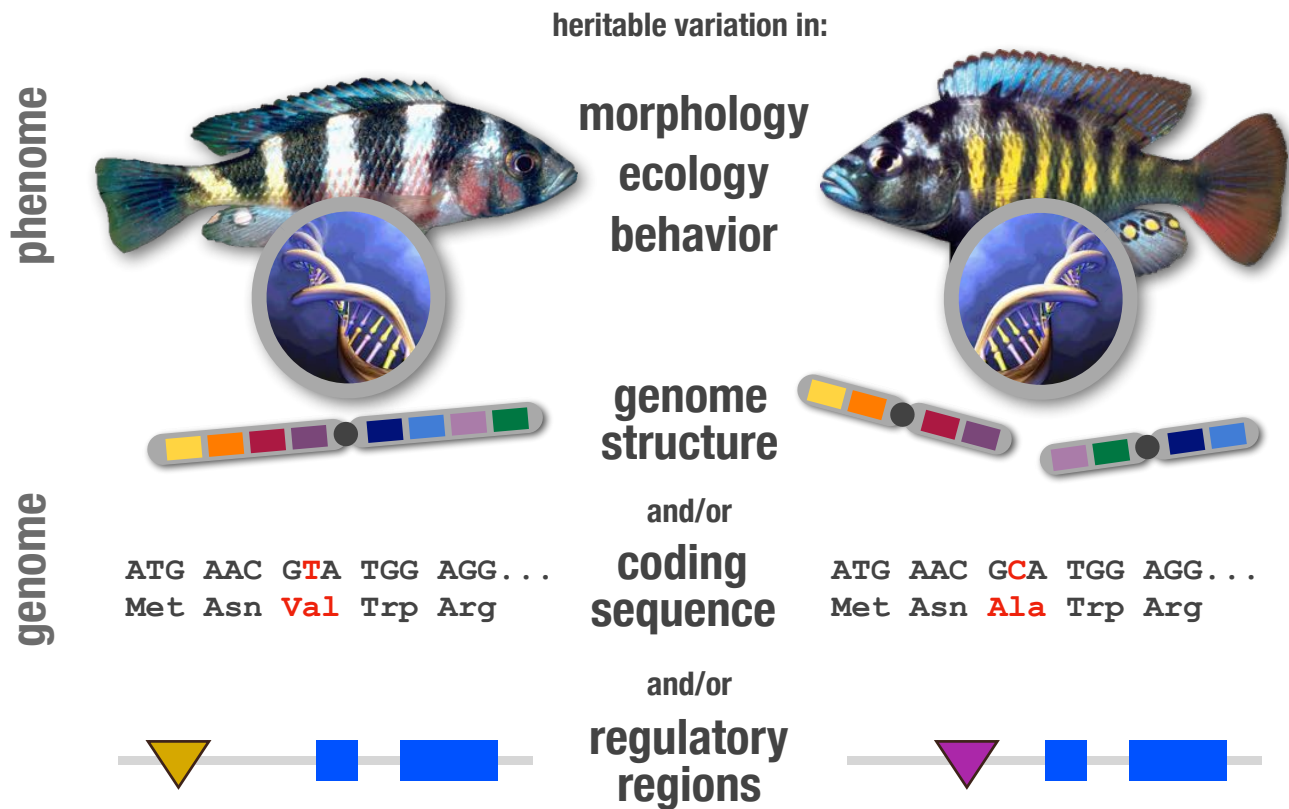 heritable variation in:
phenome
morphology
ecology
behavior
genome
structure
and/or
genome
ATG AAC GTA TGG AGG...
Met Asn Val Trp Arg
coding
sequence
ATG AAC GCA TGG AGG...
Met Asn Ala Trp Arg
and/or
regulatory
regions